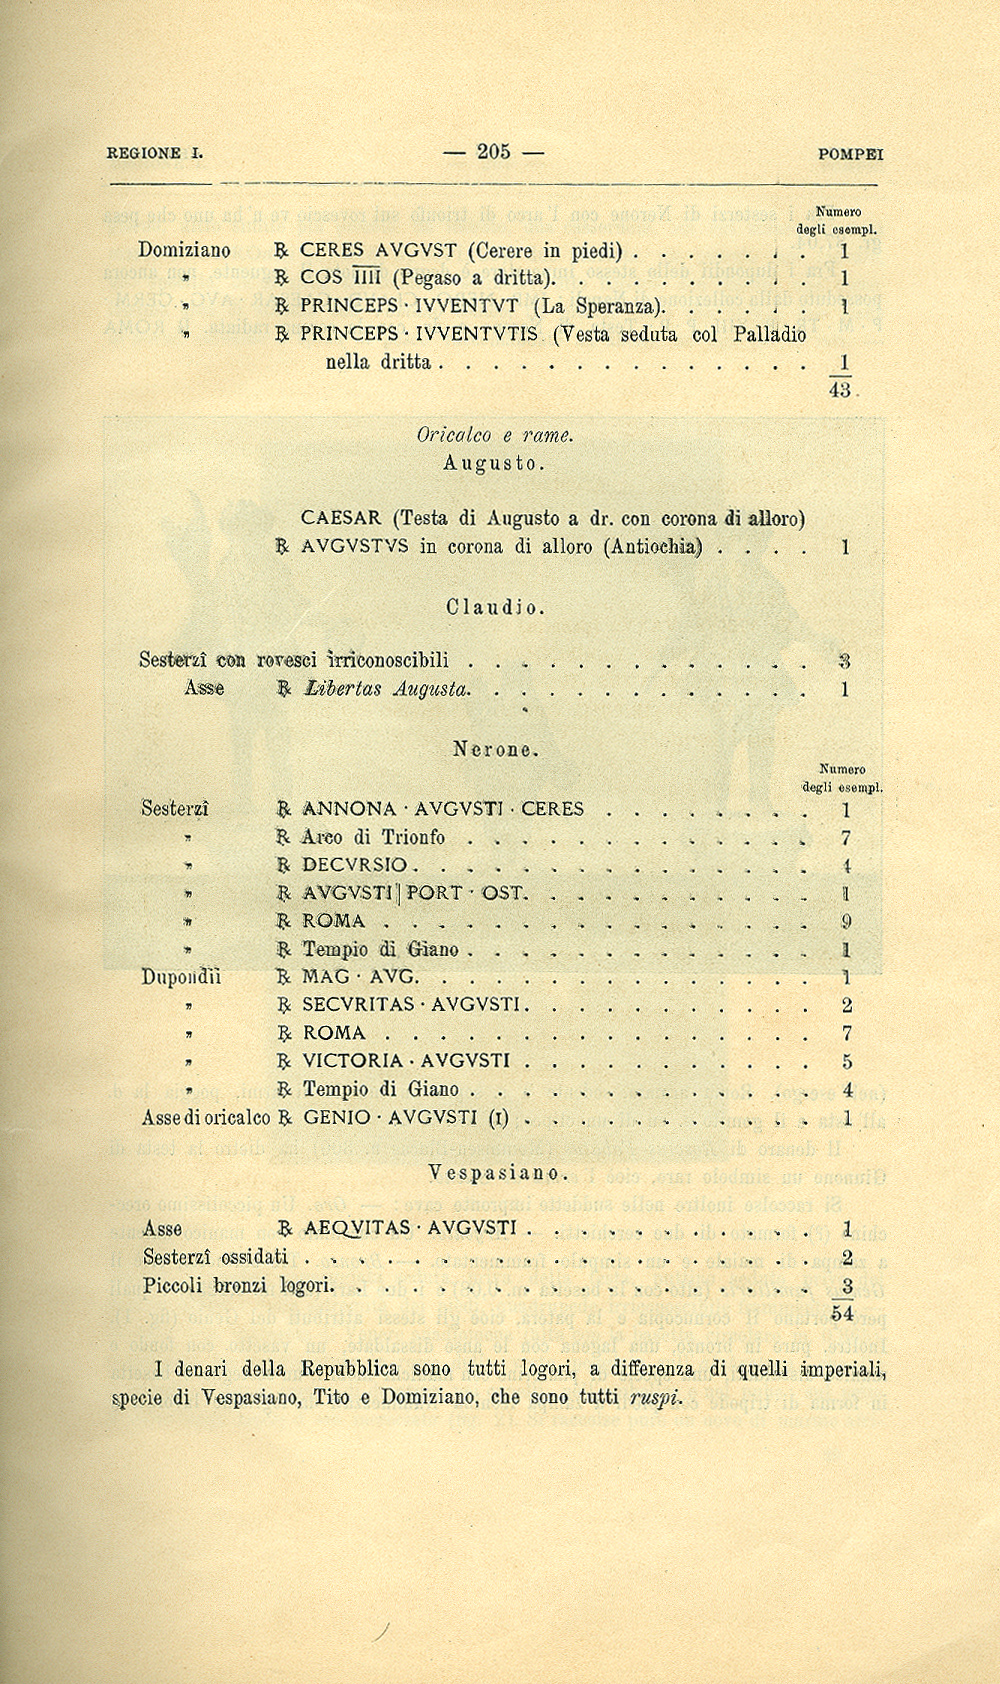 REGIONE I. — 205 — POMPEI
Numero
degli esempl.
Domiziano ℞ CERES AVGVST (Cerere in piedi) . . . . . . . 1
" ℞ COS I̅I̅I̅I̅ (Pegaso a dritta). . . . . . . . . . 1
" ℞ PRINCEPS · IVVENTVT (La Speranza). . . . . . 1
" ℞ PRINCEPS · IVVENTVTIS (Vesta seduta col Palladio
nella dritta . . . . . . . . . . . . . . 1
43
Oricalco e rame.
Augusto.
CAESAR (Testa di Augusto a dr. con corona di alloro)
℞ AVGVSTVS in corona di alloro (Antiochia) . . . . 1
Claudio.
Sesterzî con rovesci irriconoscibili . . . . . . . . . . . . . 3
Asse ℞ Libertas Augusta. . . . . . . . . . . . . 1
Nerone.
Numero
degli esempl.
Sesterzî ℞ ANNONA · AVGVSTI · CERES . . . . . . . . 1
" ℞ Arco di Trionfo . . . . . . . . . . . . . 7
" ℞ DECVRSIO. . . . . . . . . . . . . . . 4
" ℞ AVGVSTI | PORT · OST. . . . . . . . . . . 1
" ℞ ROMA . . . . . . . . . . . . . . . . 9
" ℞ Tempio di Giano . . . . . . . . . . . . . 1
Dupondîi ℞ MAG · AVG. . . . . . . . . . . . . . . 1
" ℞ SECVRITAS · AVGVSTI. . . . . . . . . . . 2
" ℞ ROMA . . . . . . . . . . . . . . . . 7
" ℞ VICTORIA · AVGVSTI . . . . . . . . . . . 5
" ℞ Tempio di Giano . . . . . . . . . . . . . 4
Asse di oricalco ℞ GENIO · AVGVSTI (I) . . . . . . . . . . . 1
Vespasiano.
Asse ℞ AEQVITAS · AVGVSTI . . . . . . . . . . . 1
Sesterzî ossidati . . . . . . . . . . . . . . . . . . . 2
Piccoli bronzi logori. . . . . . . . . . . . . . . . . . 3
54
I denari della Repubblica sono tutti logori, a differenza di quelli imperiali,
specie di Vespasiano, Tito e Domiziano, che sono tutti ruspi.